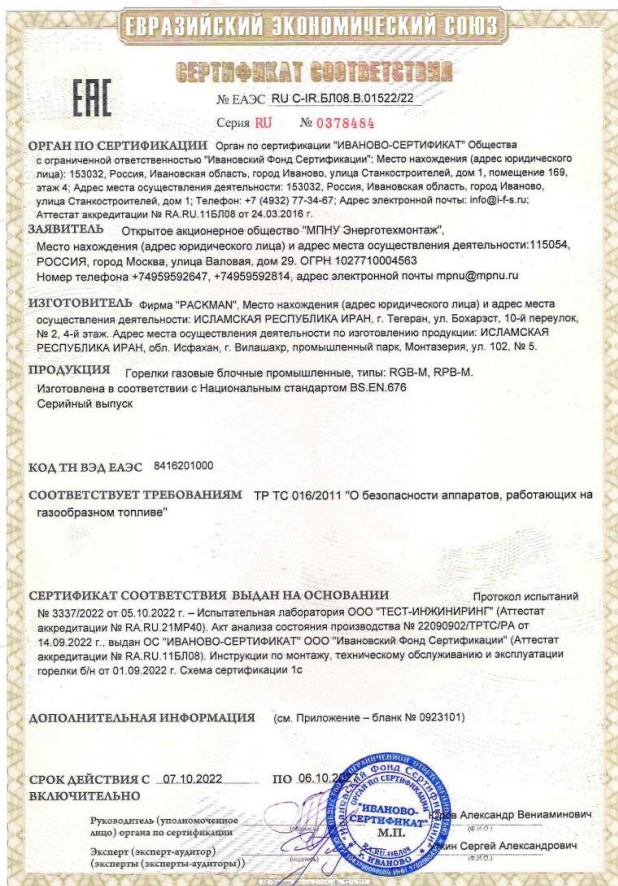 ЕВРАЗИЙСКИЙ ЭКОНОМИЧЕСКИЙ СОЮЗ
ЕАС
СЕРТИФИКАТ СООТВЕТСТВИЯ
№ ЕАЭС RU C-IR.БЛ08.В.01522/22
Серия RU № 0378484
ОРГАН ПО СЕРТИФИКАЦИИ Орган по сертификации "ИВАНОВО-СЕРТИФИКАТ" Общества
с ограниченной ответственностью "Ивановский Фонд Сертификации"; Место нахождения (адрес юридического
лица): 153032, Россия, Ивановская область, город Иваново, улица Станкостроителей, дом 1, помещение 169,
этаж 4; Адрес места осуществления деятельности: 153032, Россия, Ивановская область, город Иваново,
улица Станкостроителей, дом 1; Телефон: +7 (4932) 77-34-67; Адрес электронной почты: info@i-f-s.ru;
Аттестат аккредитации № RA.RU.11БЛ08 от 24.03.2016 г.
ЗАЯВИТЕЛЬ Открытое акционерное общество "МПНУ Энерготехмонтаж",
Место нахождения (адрес юридического лица) и адрес места осуществления деятельности:115054,
РОССИЯ, город Москва, улица Валовая, дом 29. ОГРН 1027710004563
Номер телефона +74959592647, +74959592814, адрес электронной почты mpnu@mpnu.ru
ИЗГОТОВИТЕЛЬ Фирма "PACKMAN", Место нахождения (адрес юридического лица) и адрес места
осуществления деятельности: ИСЛАМСКАЯ РЕСПУБЛИКА ИРАН, г. Тегеран, ул. Бохарэст, 10-й переулок,
№ 2, 4-й этаж. Адрес места осуществления деятельности по изготовлению продукции: ИСЛАМСКАЯ
РЕСПУБЛИКА ИРАН, обл. Исфахан, г. Вилашахр, промышленный парк, Монтазерия, ул. 102, № 5.
ПРОДУКЦИЯ Горелки газовые блочные промышленные, типы: RGB-M, RPB-M.
Изготовлена в соответствии с Национальным стандартом BS.EN.676
Серийный выпуск
КОД ТН ВЭД ЕАЭС 8416201000
СООТВЕТСТВУЕТ ТРЕБОВАНИЯМ ТР ТС 016/2011 "О безопасности аппаратов, работающих на
газообразном топливе"
СЕРТИФИКАТ СООТВЕТСТВИЯ ВЫДАН НА ОСНОВАНИИ Протокол испытаний
№ 3337/2022 от 05.10.2022 г. – Испытательная лаборатория ООО "ТЕСТ-ИНЖИНИРИНГ" (Аттестат
аккредитации № RA.RU.21МР40). Акт анализа состояния производства № 22090902/ТРТС/РА от
14.09.2022 г., выдан ОС "ИВАНОВО-СЕРТИФИКАТ" ООО "Ивановский Фонд Сертификации" (Аттестат
аккредитации № RA.RU.11БЛ08). Инструкции по монтажу, техническому обслуживанию и эксплуатации
горелки б/н от 01.09.2022 г. Схема сертификации 1с
ДОПОЛНИТЕЛЬНАЯ ИНФОРМАЦИЯ (см. Приложение – бланк № 0923101)
СРОК ДЕЙСТВИЯ С 07.10.2022 ПО 06.10.
ВКЛЮЧИТЕЛЬНО
Руководитель (уполномоченное
лицо) органа по сертификации
(подпись)
Александр Вениаминович
(Ф.И.О.)
Эксперт (эксперт-аудитор)
(эксперты (эксперты-аудиторы))
(подпись)
Сергей Александрович
(Ф.И.О.)
"ИВАНОВО-
СЕРТИФИКАТ"
М.П.
RA.RU.11БЛ08
г. ИВАНОВО